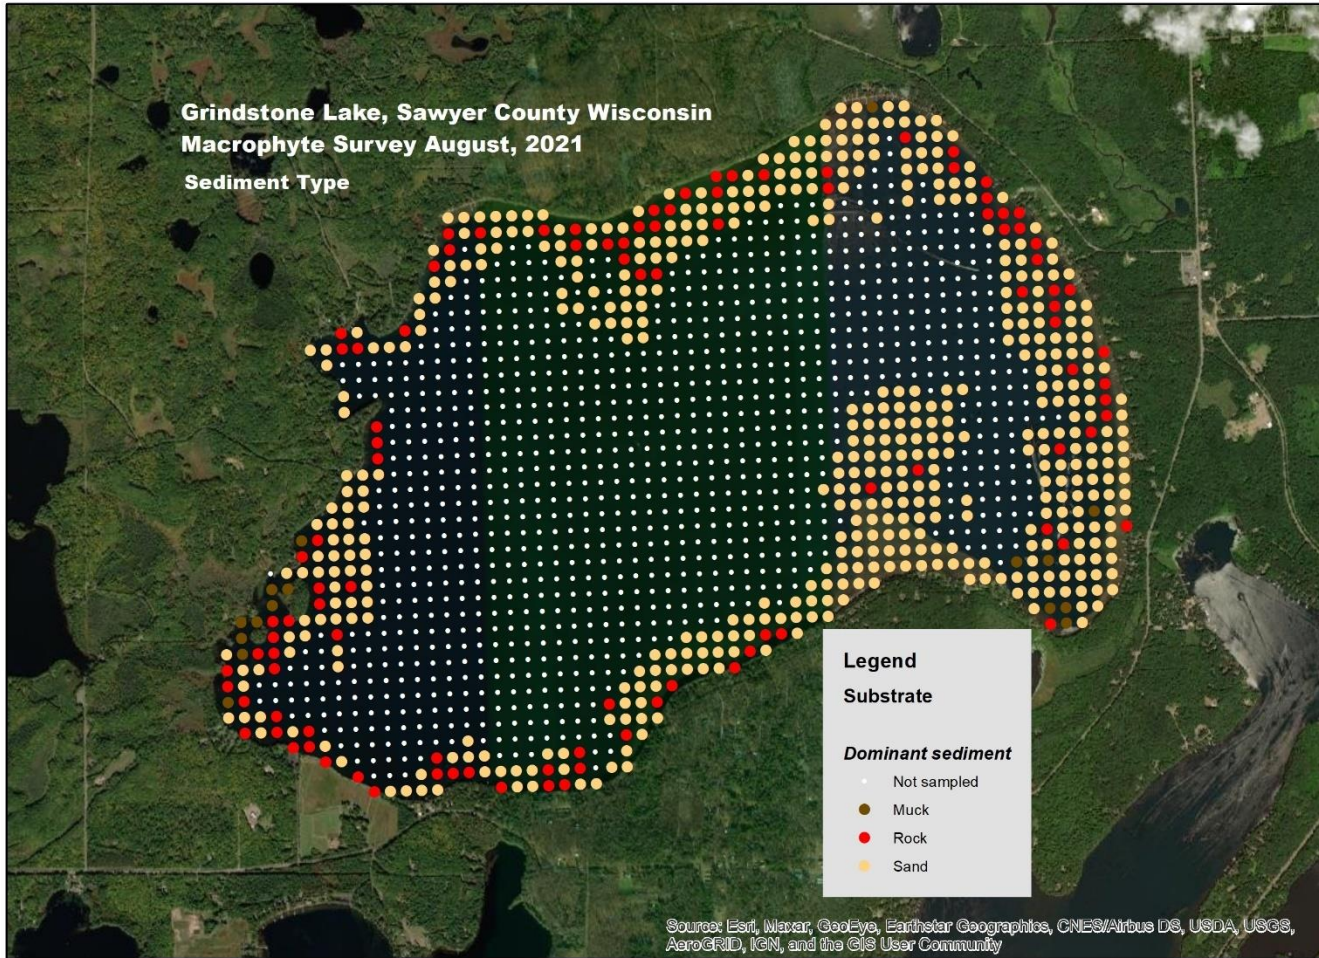 Grindstone Lake, Sawyer County Wisconsin
Macrophyte Survey August, 2021
Sediment Type
Legend
Substrate
Dominant sediment
Not sampled
Muck
Rock
Sand
Source: Esri, Maxar, GeoEye, Earthstar Geographics, CNES/Airbus DS, USDA, USGS,
AeroGRID, IGN, and the GIS User Community